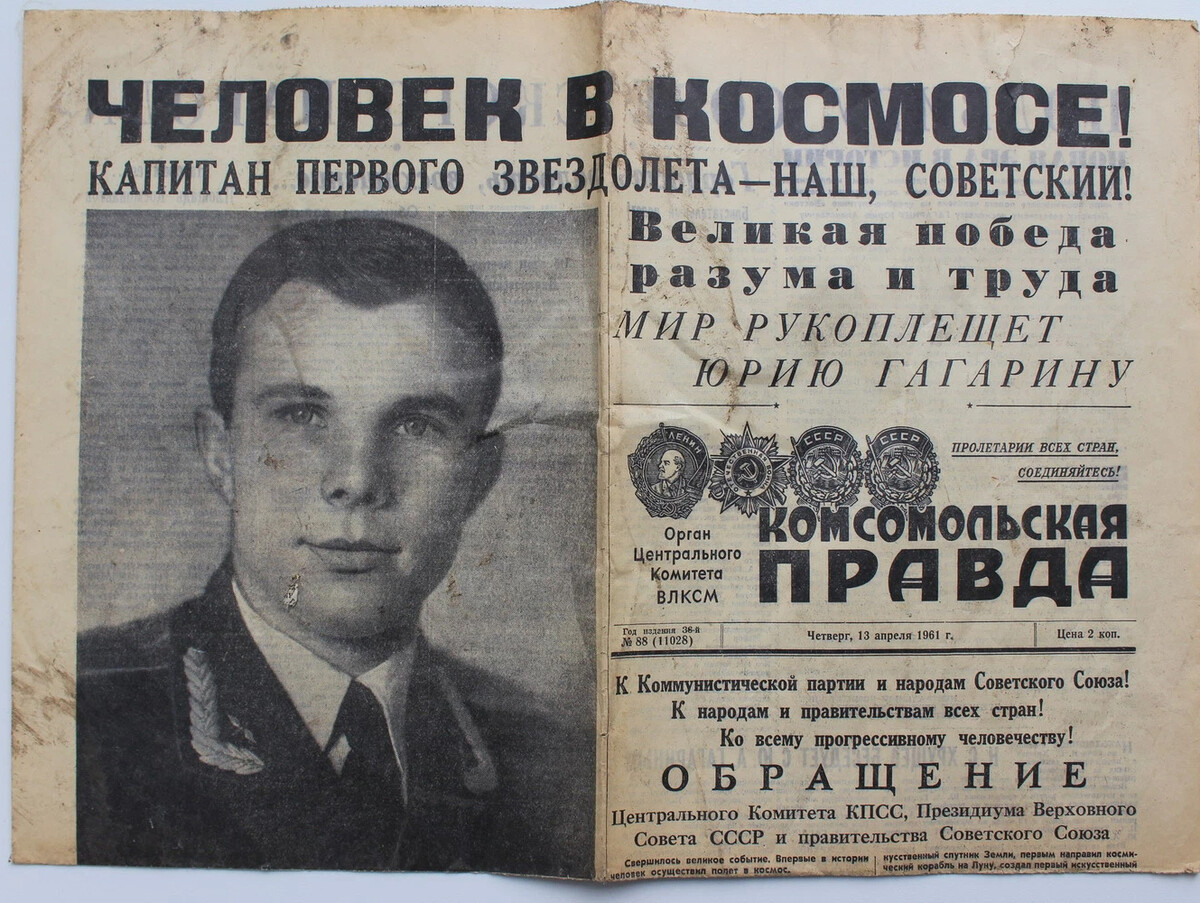 ЧЕЛОВЕК В КОСМОСЕ!
КАПИТАН ПЕРВОГО ЗВЕЗДОЛЕТА—НАШ, СОВЕТСКИЙ!
Великая победа
разума и труда
МИР РУКОПЛЕЩЕТ
ЮРИЮ ГАГАРИНУ
ЛЕНИН
СССР
СССР
ПРОЛЕТАРИИ ВСЕХ СТРАН,
СОЕДИНЯЙТЕСЬ!
Орган
Центрального
Комитета
ВЛКСМ
КОМСОМОЛЬСКАЯ
ПРАВДА
Год издания 36-й
№ 88 (11028)
Четверг, 13 апреля 1961 г.
Цена 2 коп.
К Коммунистической партии и народам Советского Союза!
К народам и правительствам всех стран!
Ко всему прогрессивному человечеству!
ОБРАЩЕНИЕ
Центрального Комитета КПСС, Президиума Верховного
Совета СССР и правительства Советского Союза
Свершилось великое событие. Впервые в истории
человек осуществил полет в космос.
кусственный спутник Земли, первым направил косми-
ческий корабль на Луну, создал первый искусственный